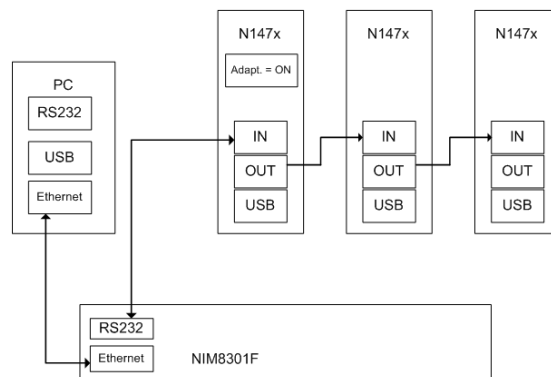 N147x
N147x
N147x
Adapt. = ON
PC
RS232
USB
Ethernet
IN
OUT
USB
IN
OUT
USB
IN
OUT
USB
RS232
Ethernet
NIM8301F